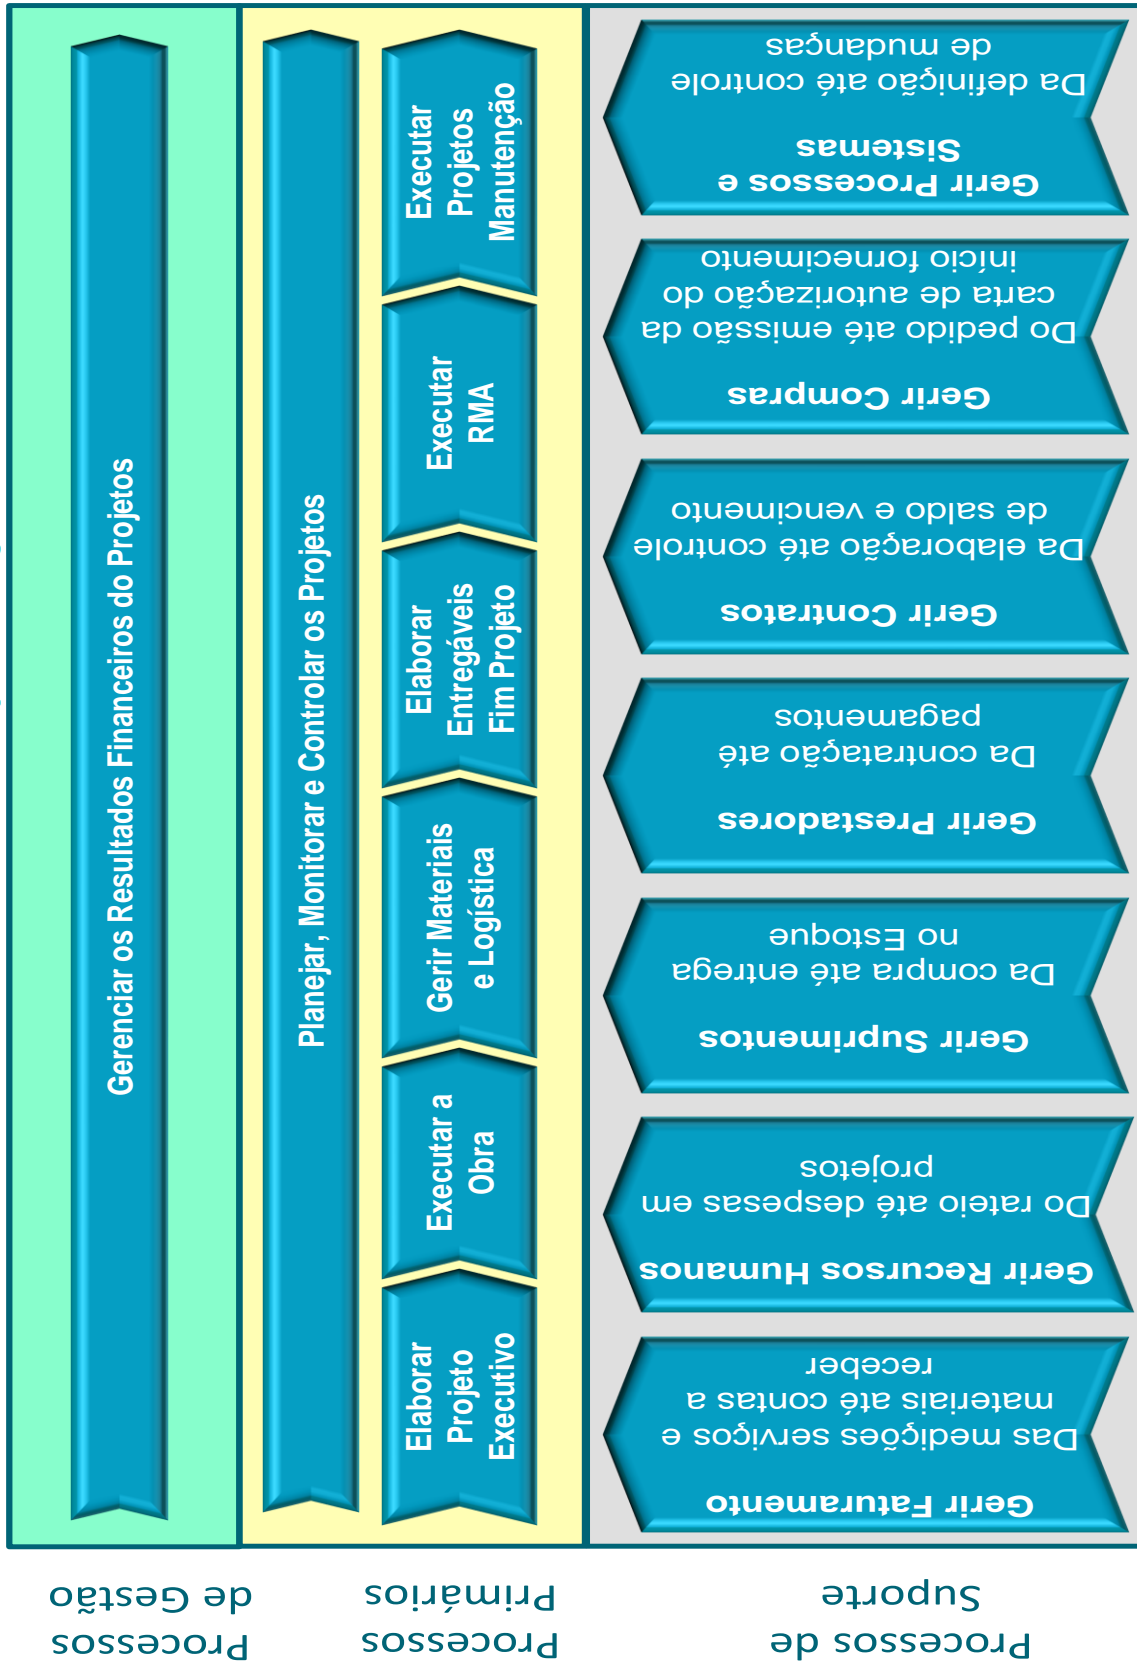 Processos
de Gestão
Gerenciar os Resultados Financeiros do Projetos
Processos
Primários
Planejar, Monitorar e Controlar os Projetos
Elaborar
Projeto
Executivo
Executar a
Obra
Gerir Materiais
e Logística
Elaborar
Entregáveis
Fim Projeto
Executar
RMA
Executar
Projetos
Manutenção
Processos de
Suporte
Gerir Faturamento
Das medições serviços e
materiais até contas a
receber
Gerir Recursos Humanos
Do rateio até despesas em
projetos
Gerir Suprimentos
Da compra até entrega
no Estoque
Gerir Prestadores
Da contratação até
pagamentos
Gerir Contratos
Da elaboração até controle
de saldo e vencimento
Gerir Compras
Do pedido até emissão da
carta de autorização do
início fornecimento
Gerir Processos e
Sistemas
Da definição até controle
de mudanças